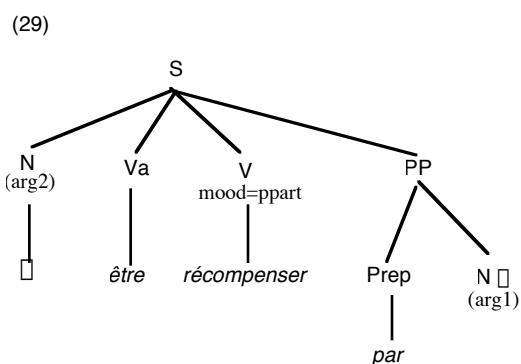 (29)
S
N Va V PP
(arg2) mood=ppart
être récompenser Prep N
(arg1)
par